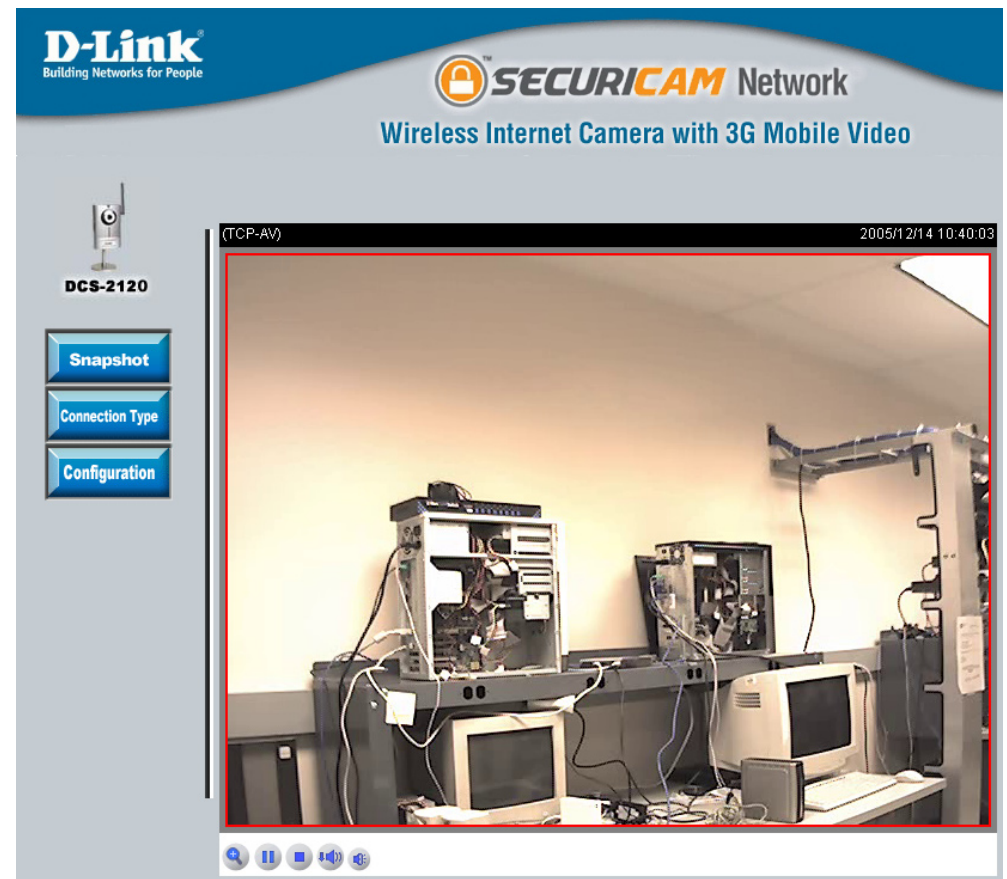 D-Link®
Building Networks for People
™SECURICAM Network
Wireless Internet Camera with 3G Mobile Video
DCS-2120
Snapshot
Connection Type
Configuration
(TCP-AV) 2005/12/14 10:40:03